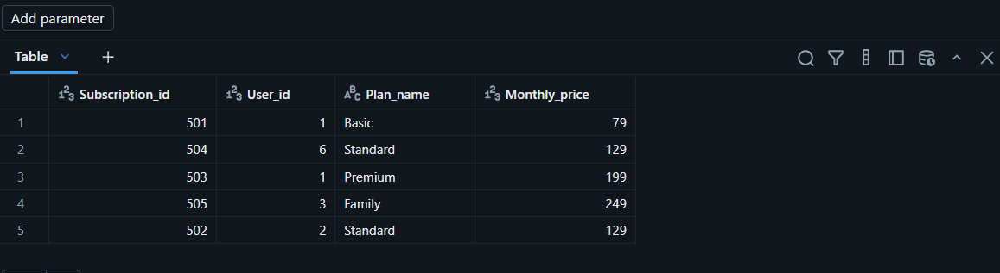 Add parameter
Table
Subscription_id User_id Plan_name Monthly_price
1 501 1 Basic 79
2 504 6 Standard 129
3 503 1 Premium 199
4 505 3 Family 249
5 502 2 Standard 129